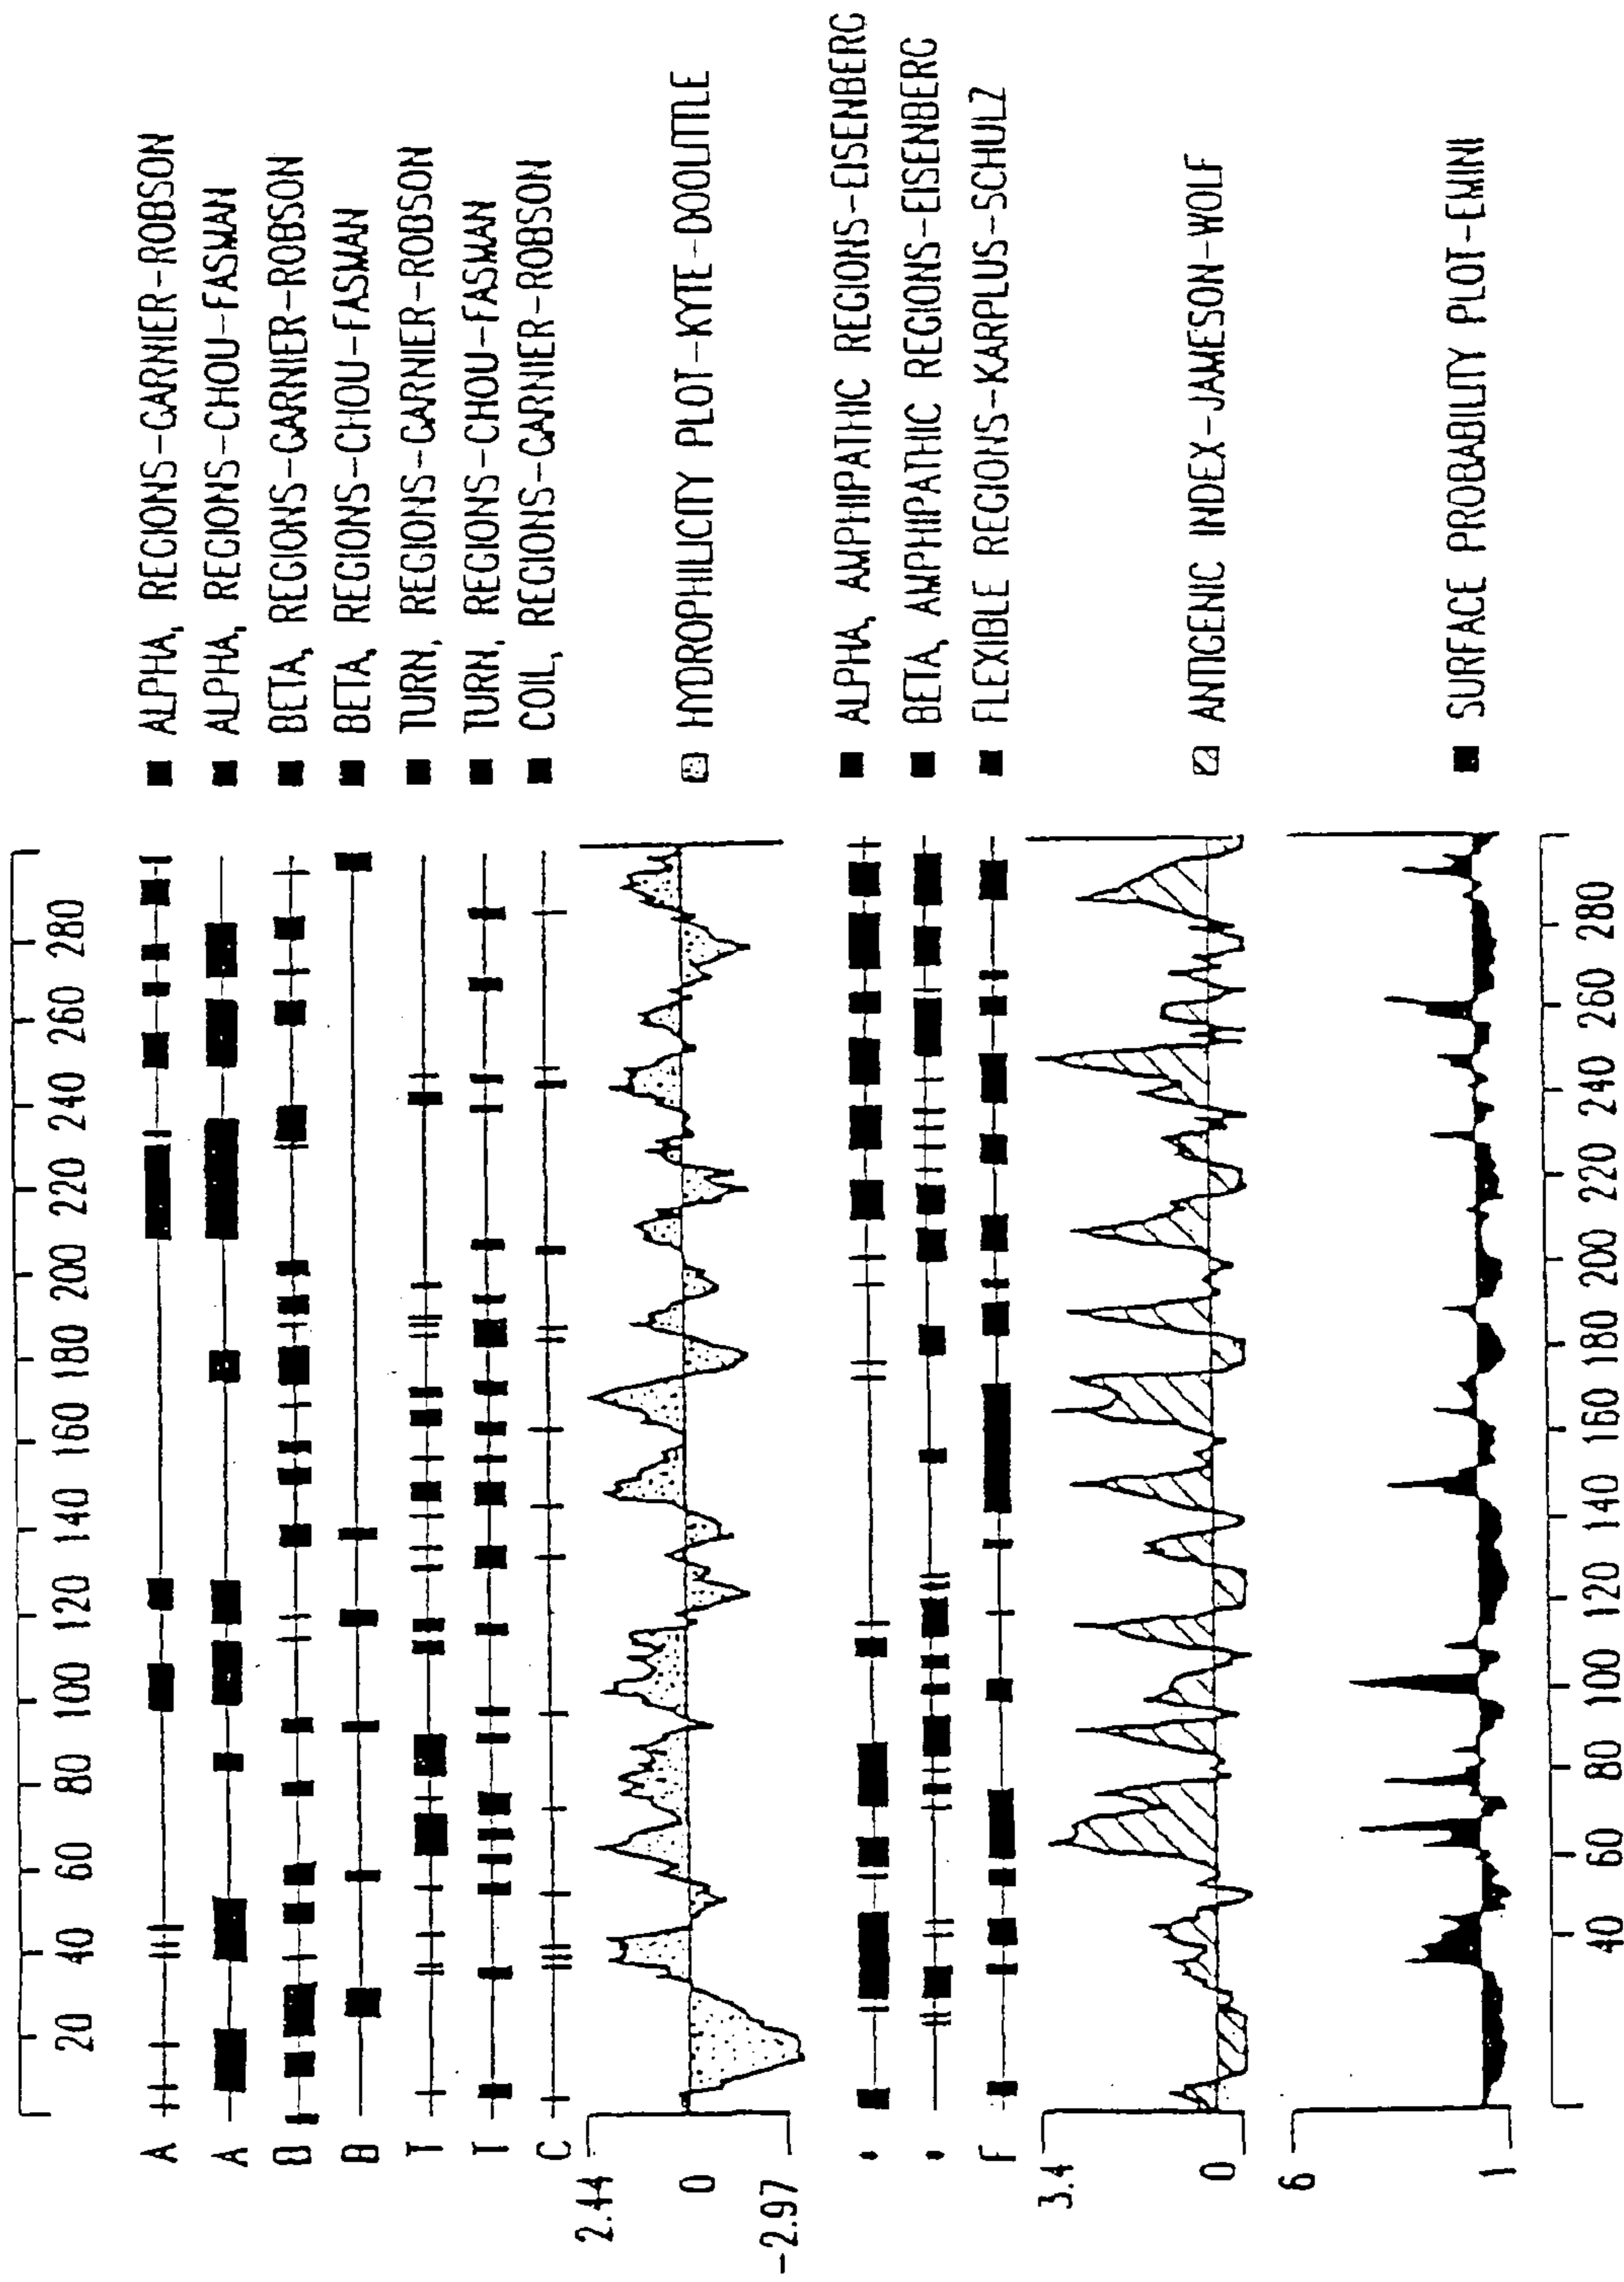 20 40 60 80 100 120 140 160 180 200 220 240 260 280
A ALPHA, REGIONS-GARNIER-ROBSON
A ALPHA, REGIONS-CHOU-FASMAN
B BETA, REGIONS-GARNIER-ROBSON
B BETA, REGIONS-CHOU-FASMAN
T TURN, REGIONS-GARNIER-ROBSON
T TURN, REGIONS-CHOU-FASMAN
C COIL, REGIONS-GARNIER-ROBSON
2.44
0 HYDROPHILICITY PLOT-KYTE-DOOLITTLE
-2.97
ALPHA, AMPHIPATHIC REGIONS-EISENBERG
BETA, AMPHIPATHIC REGIONS-EISENBERG
F FLEXIBLE REGIONS-KARPLUS-SCHULZ
3.4
ANTIGENIC INDEX-JAMESON-WOLF
0
6
SURFACE PROBABILITY PLOT-EMINI
1
40 60 80 100 120 140 160 180 200 220 240 260 280